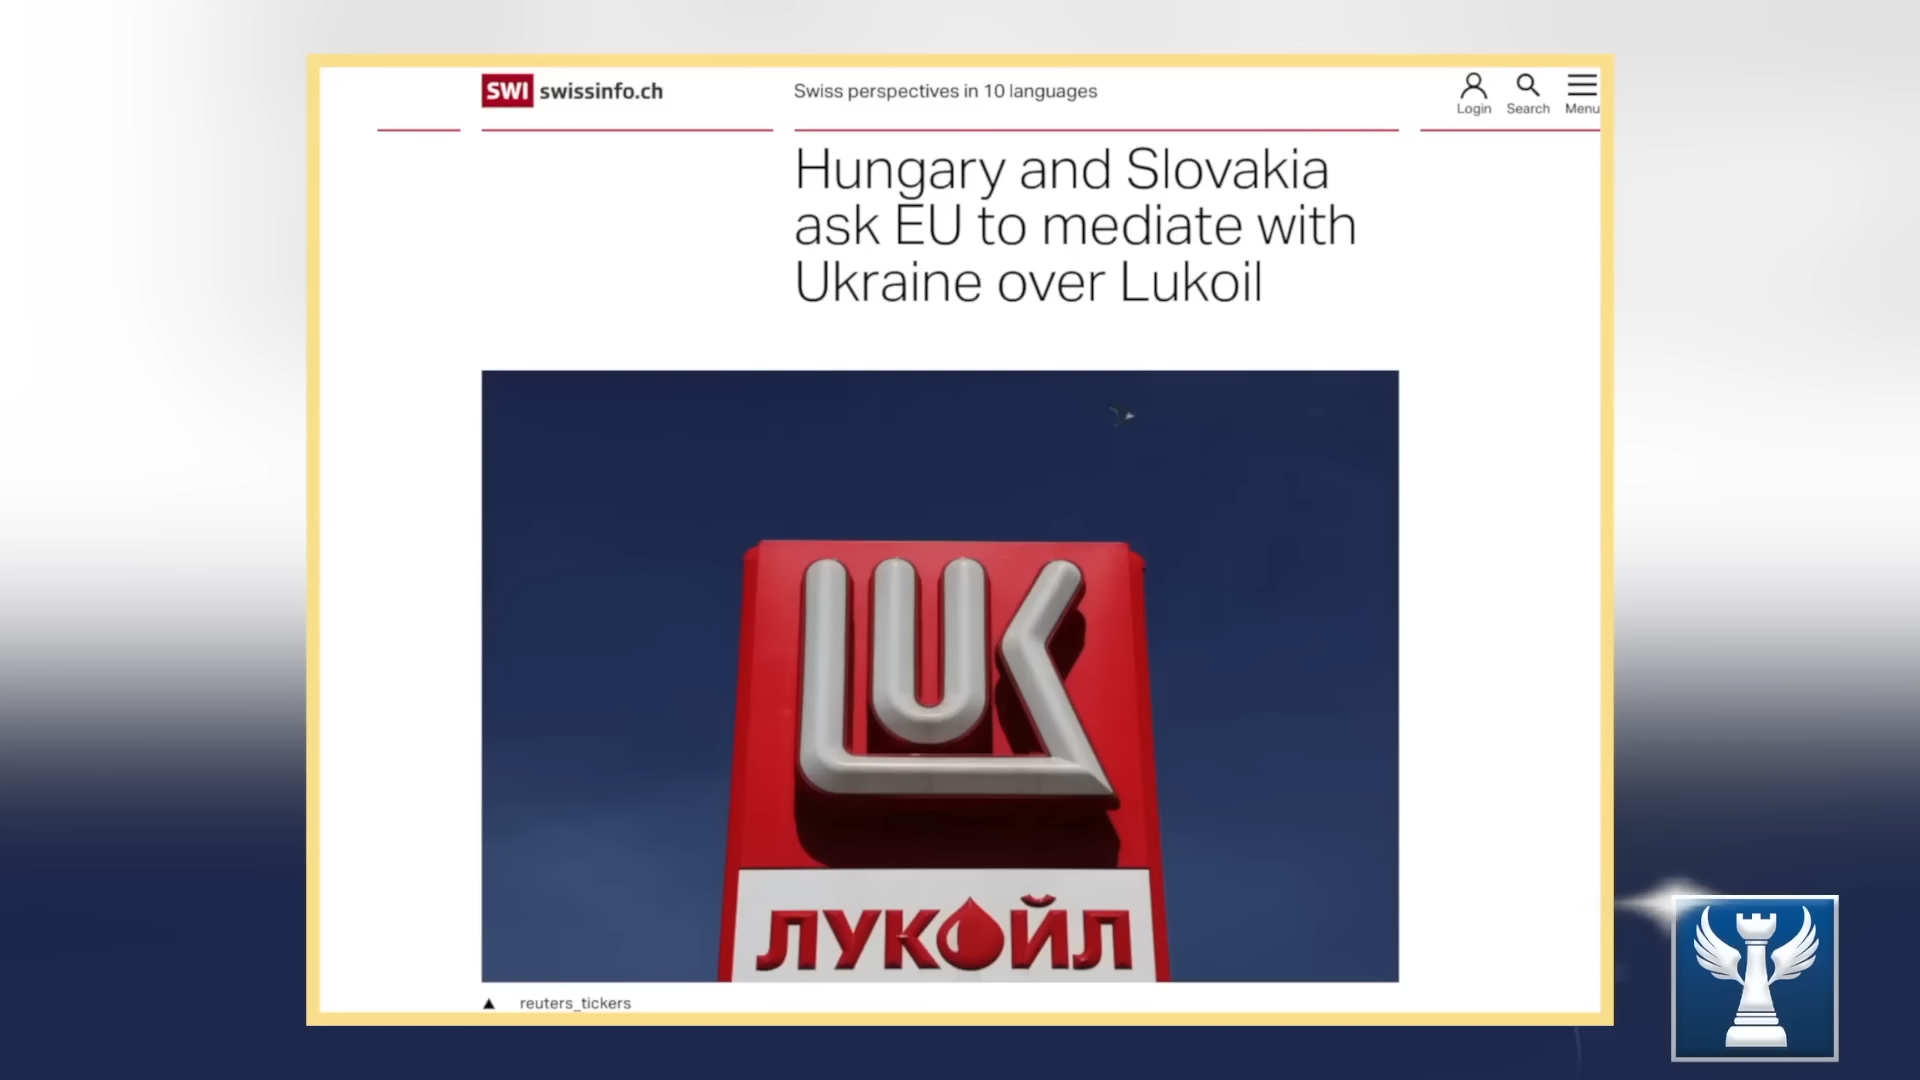 SWI swissinfo.ch
Swiss perspectives in 10 languages
Login
Search
Menu
Hungary and Slovakia
ask EU to mediate with
Ukraine over Lukoil
LUK
ЛУКОЙЛ
reuters_tickers